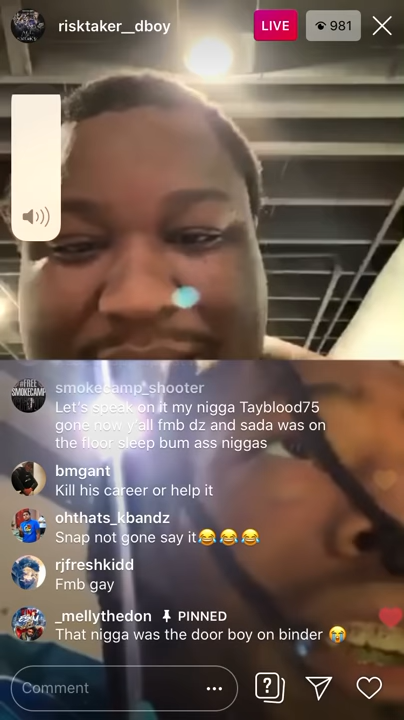 risktaker__dboy
LIVE
981
smokecamp_shooter
Let's speak on it my nigga Tayblood75
gone now y'all fmb dz and sada was on
the floor sleep bum ass niggas
bmgant
Kill his career or help it
ohthats_kbandz
Snap not gone say it😂😂😂
rjfreshkidd
Fmb gay
_mellythedon PINNED
That nigga was the door boy on binder 😭
Comment